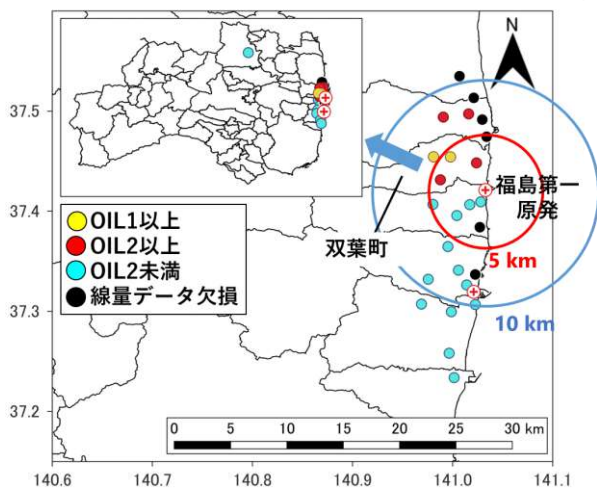 N
37.5
37.4
37.3
37.2
OIL1以上
OIL2以上
OIL2未満
線量データ欠損
福島第一
原発
双葉町
5 km
10 km
0 5 10 15 20 25 30 km
140.6 140.7 140.8 140.9 141.0 141.1